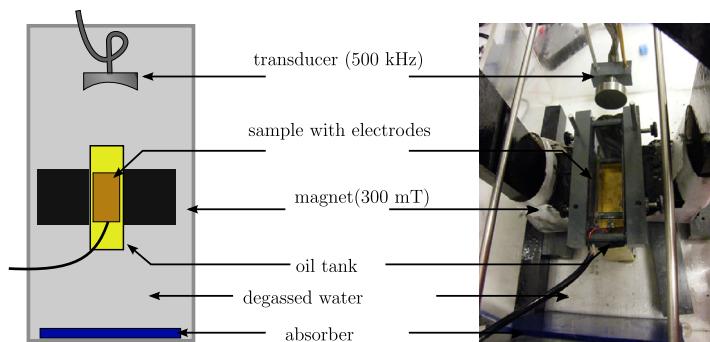 transducer (500 kHz)
sample with electrodes
magnet(300 mT)
oil tank
degassed water
absorber